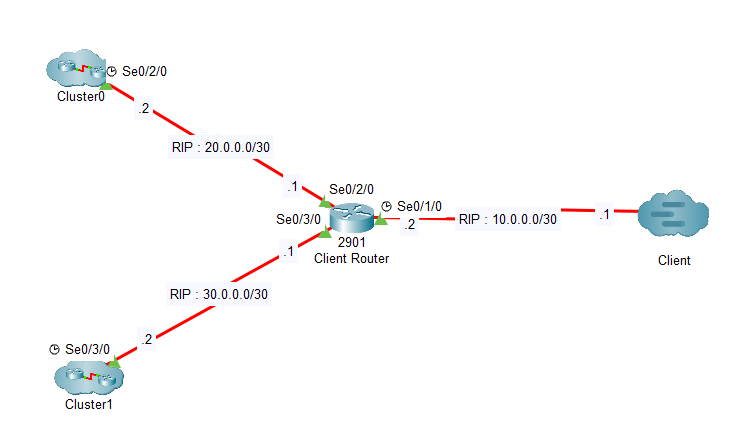 Se0/2/0
Cluster0
.2
RIP : 20.0.0.0/30
.1
Se0/2/0
Se0/1/0
Se0/3/0
.2
RIP : 10.0.0.0/30
.1
2901
Client Router
Client
.1
RIP : 30.0.0.0/30
.2
Se0/3/0
Cluster1